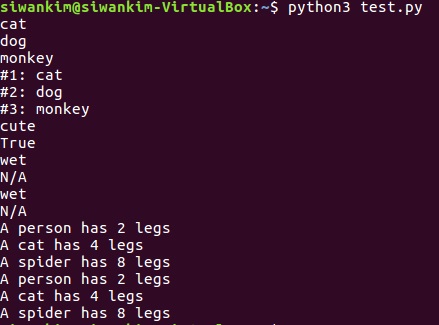 siwankim@siwankim-VirtualBox:~$ python3 test.py
cat
dog
monkey
#1: cat
#2: dog
#3: monkey
cute
True
wet
N/A
wet
N/A
A person has 2 legs
A cat has 4 legs
A spider has 8 legs
A person has 2 legs
A cat has 4 legs
A spider has 8 legs